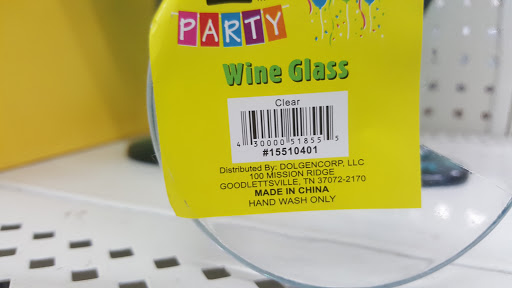 PARTY
Wine Glass
Clear
4 30000 51855 5
#15510401
Distributed By: DOLGENCORP, LLC
100 MISSION RIDGE
GOODLETTSVILLE, TN 37072-2170
MADE IN CHINA
HAND WASH ONLY